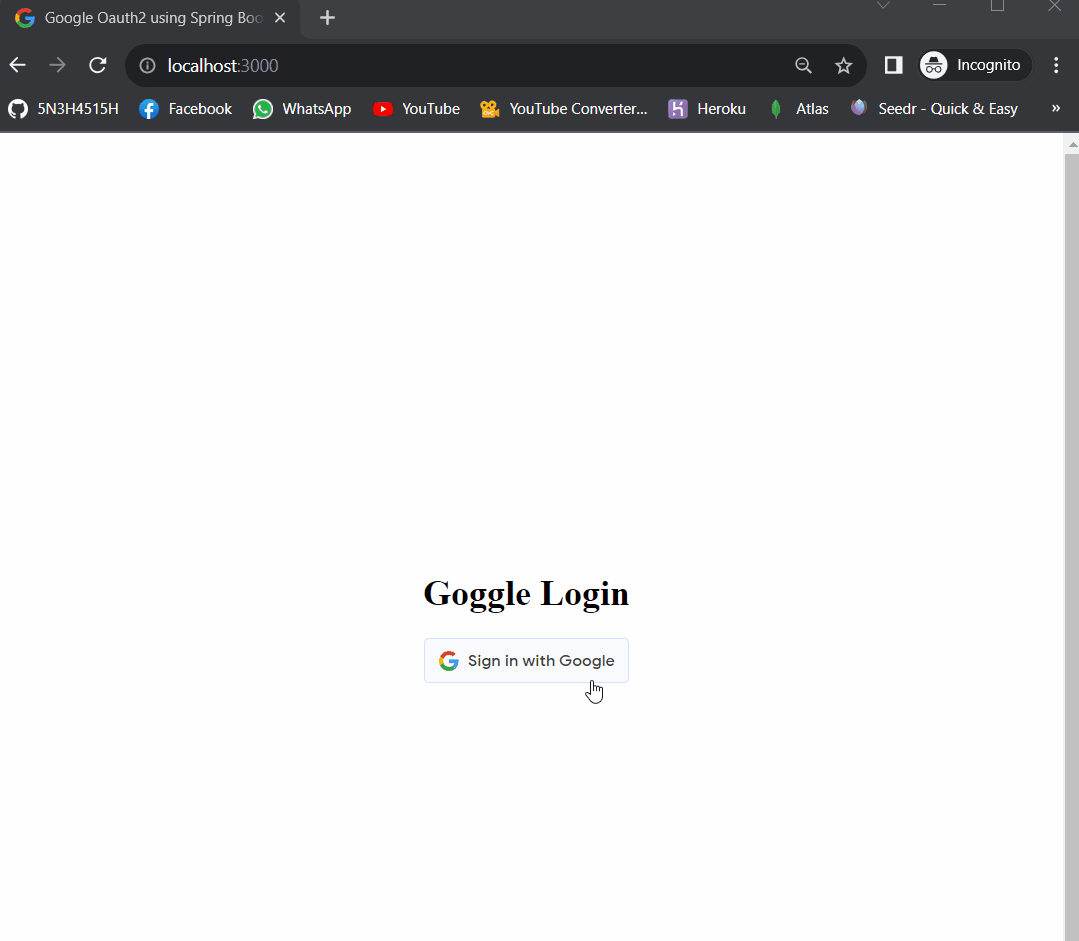 Google Oauth2 using Spring Boo
localhost:3000
Incognito
5N3H4515H Facebook WhatsApp YouTube YouTube Converter... Heroku Atlas Seedr - Quick & Easy »
Goggle Login
Sign in with Google